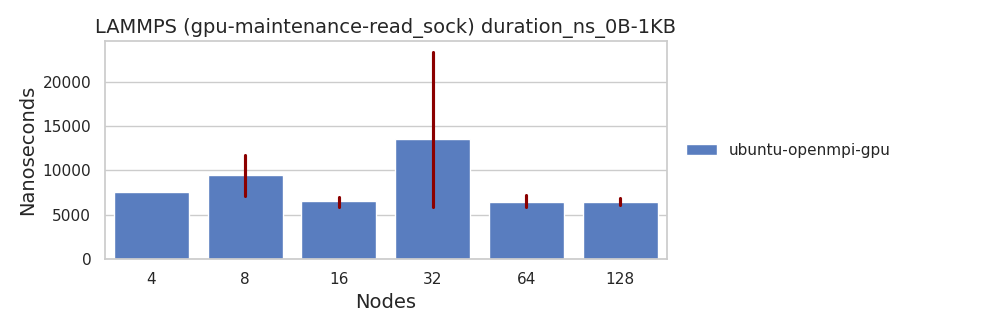 LAMMPS (gpu-maintenance-read_sock) duration_ns_0B-1KB
Nanoseconds
20000
15000
10000
5000
0
4 8 16 32 64 128
Nodes
ubuntu-openmpi-gpu